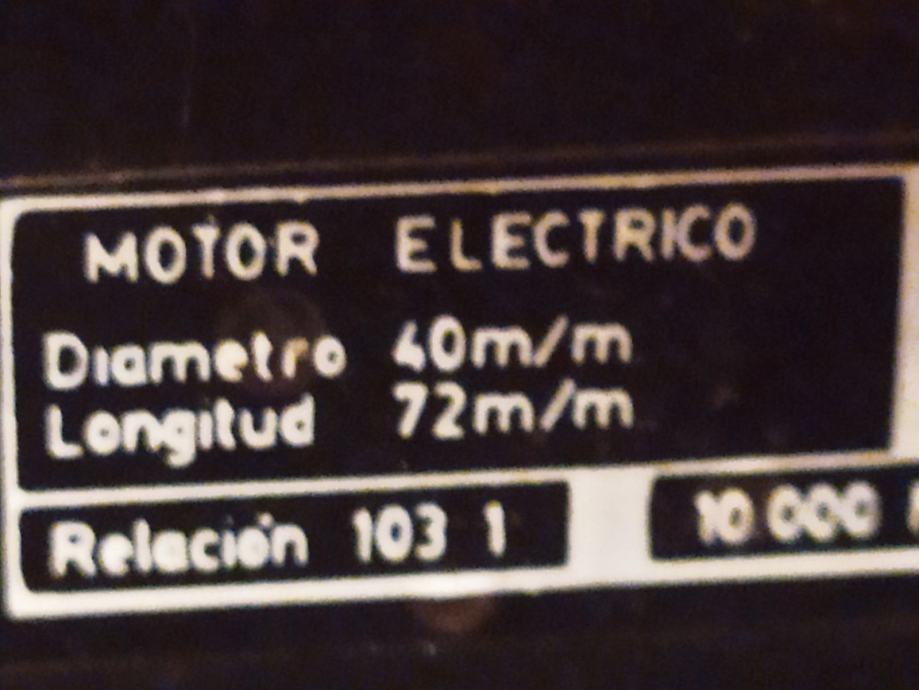 MOTOR ELECTRICO
Diametro 40m/m
Longitud 72m/m
Relación 103 1
10 000